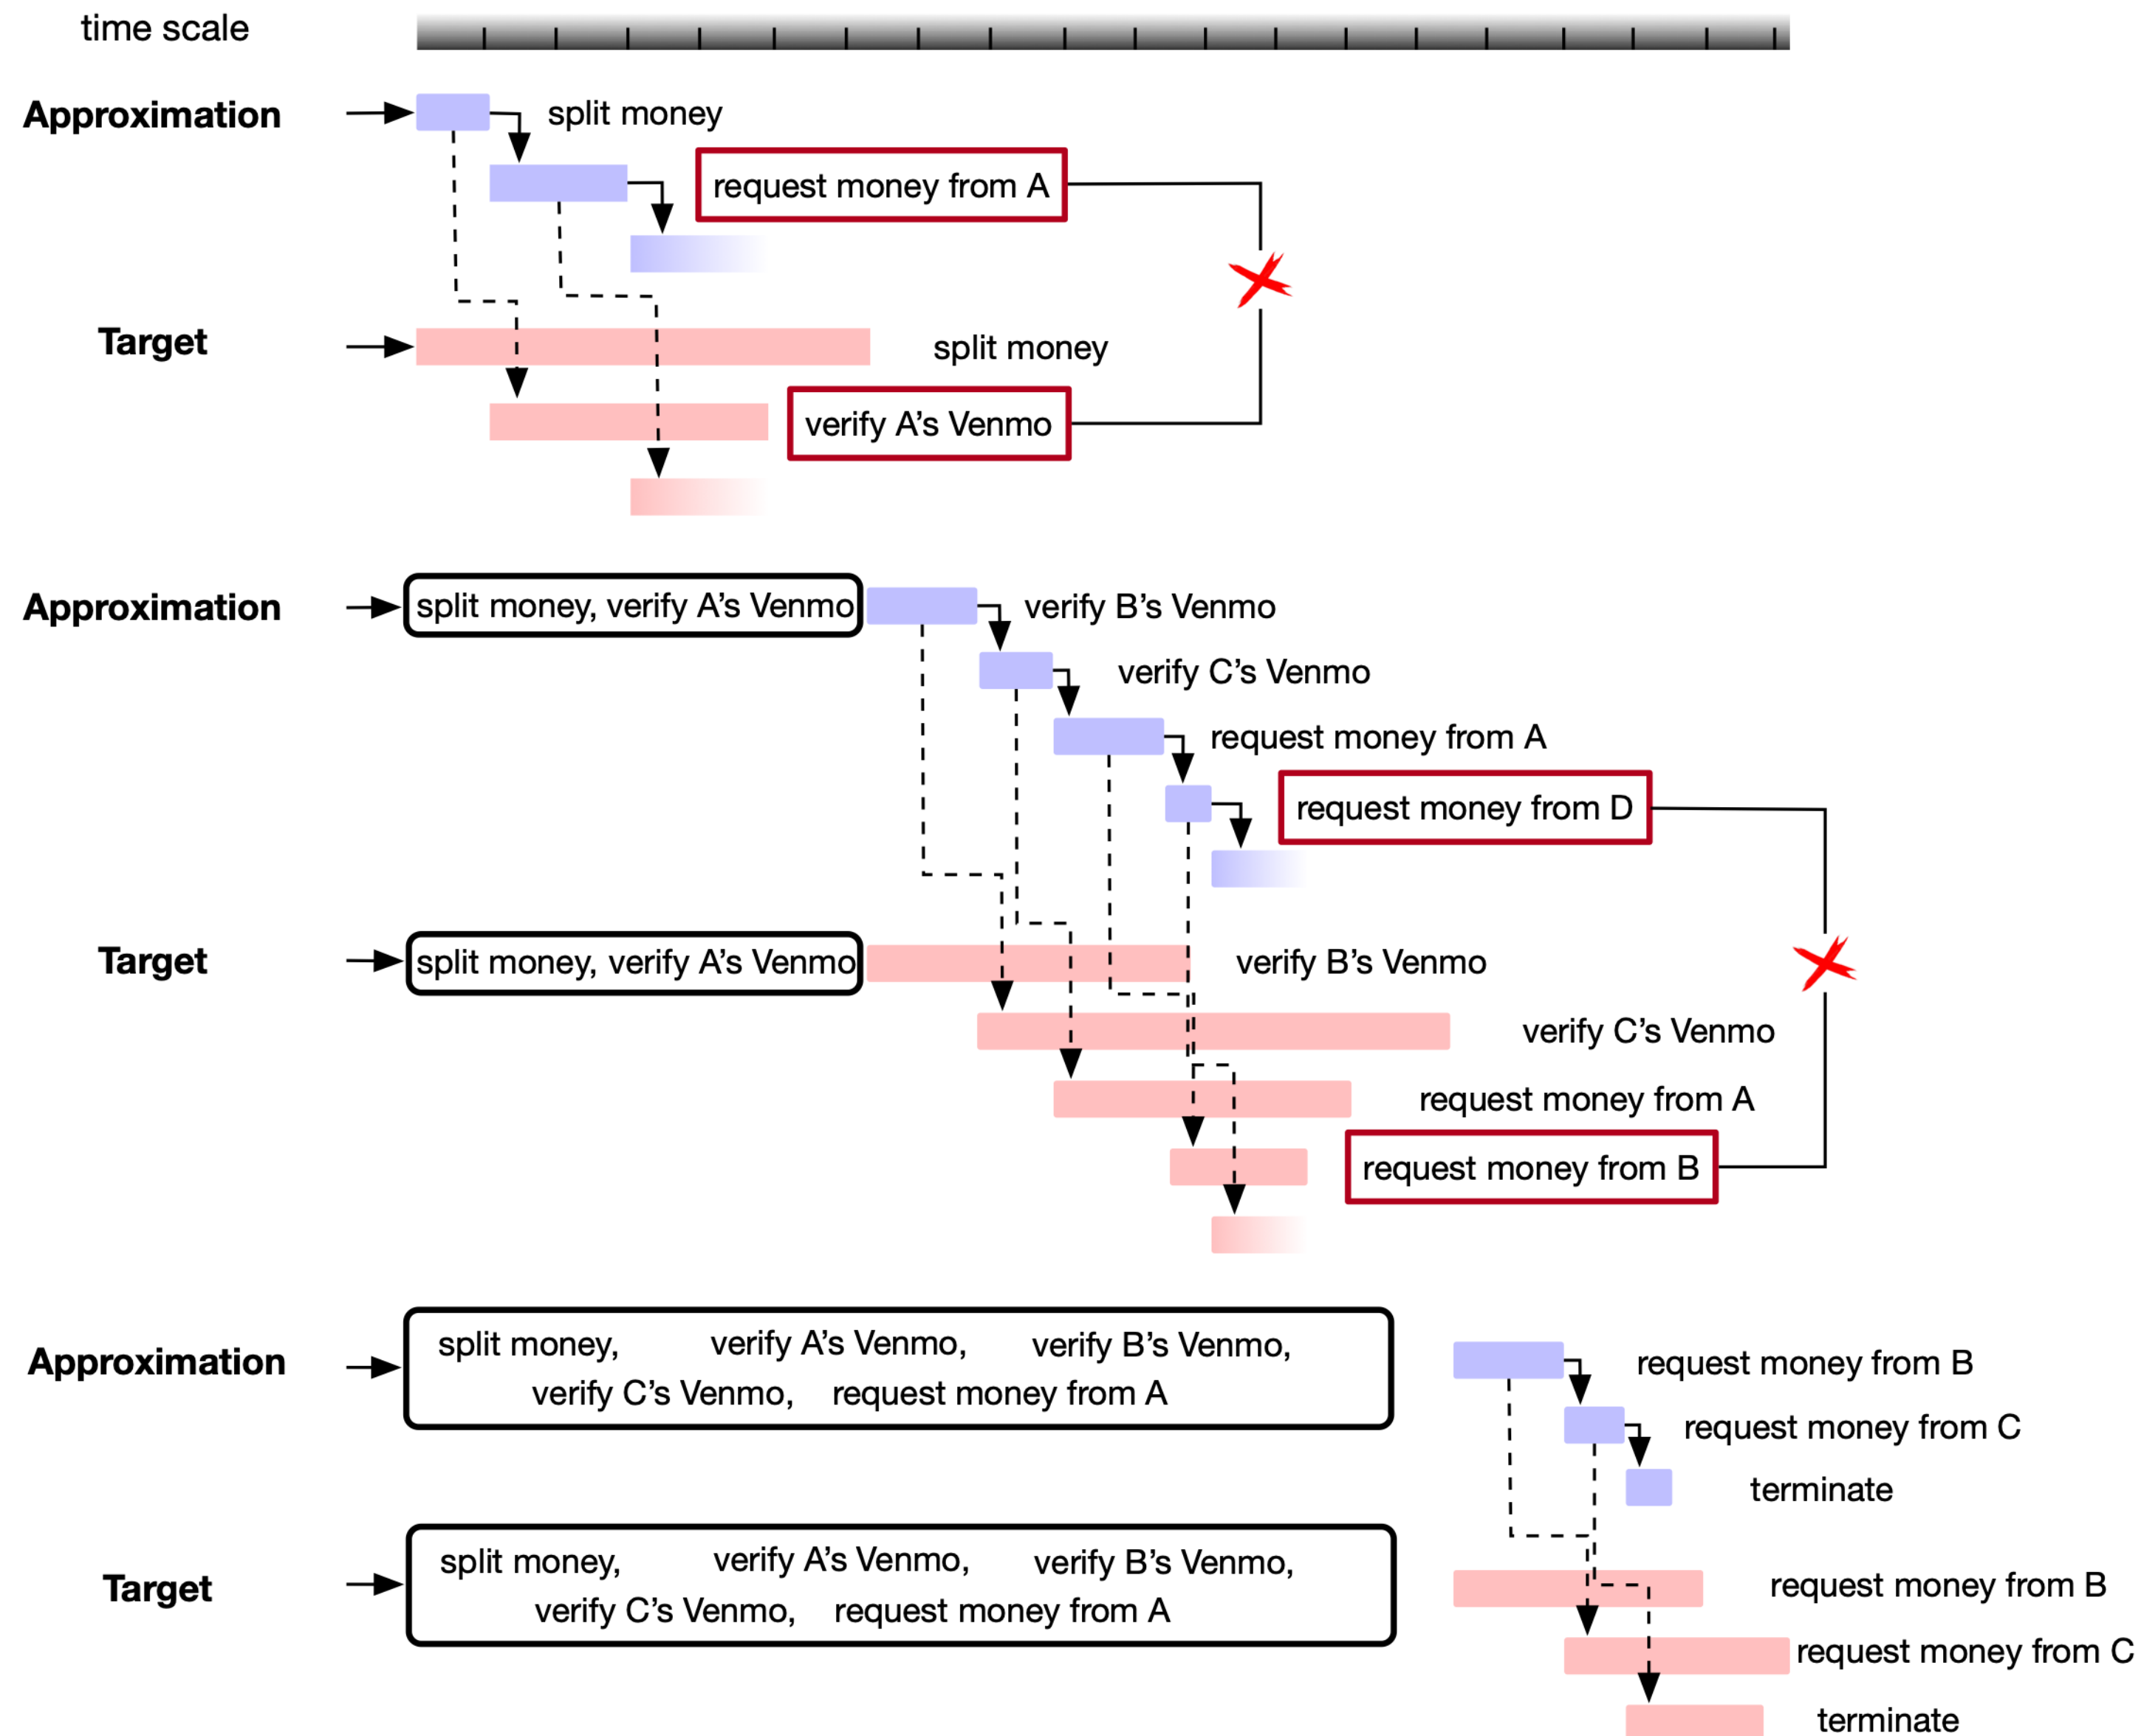 time scale
Approximation
split money
request money from A
Target
split money
verify A’s Venmo
Approximation
split money, verify A’s Venmo
verify B’s Venmo
verify C’s Venmo
request money from A
request money from D
Target
split money, verify A’s Venmo
verify B’s Venmo
verify C’s Venmo
request money from A
request money from B
Approximation
split money, verify A’s Venmo, verify B’s Venmo,
verify C’s Venmo, request money from A
request money from B
request money from C
terminate
Target
split money, verify A’s Venmo, verify B’s Venmo,
verify C’s Venmo, request money from A
request money from B
request money from C
terminate